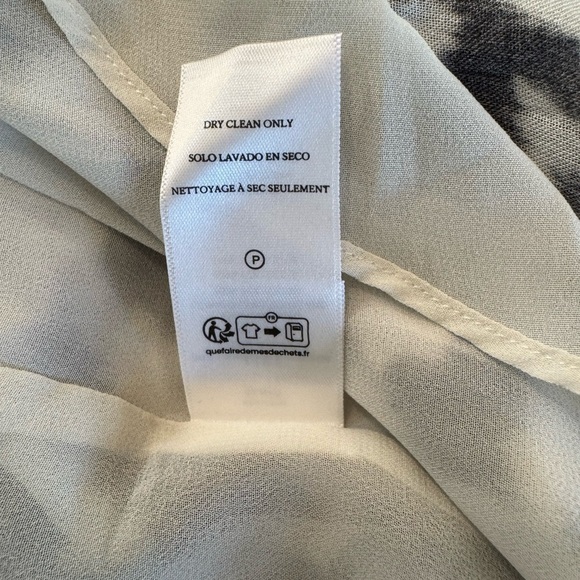 DRY CLEAN ONLY
SOLO LAVADO EN SECO
NETTOYAGE À SEC SEULEMENT
P
FR
quefairedemesdechets.fr